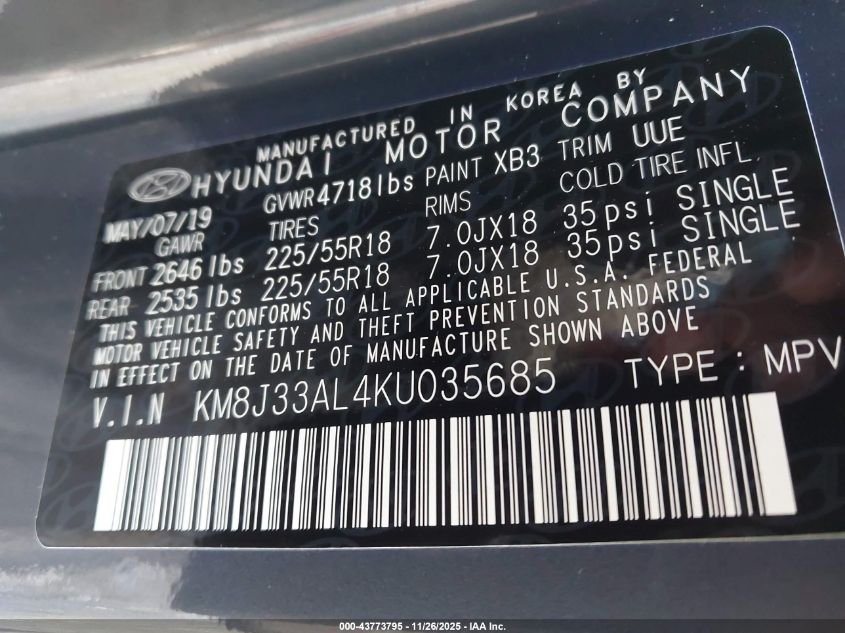 MANUFACTURED IN KOREA BY
HYUNDAI MOTOR COMPANY
MAY/07/19 GVWR 4718lbs PAINT XB3 TRIM UUE
GAWR TIRES RIMS COLD TIRE INFL.
FRONT 2646 lbs 225/55R18 7.0JX18 35psi SINGLE
REAR 2535 lbs 225/55R18 7.0JX18 35psi SINGLE
THIS VEHICLE CONFORMS TO ALL APPLICABLE U.S.A. FEDERAL
MOTOR VEHICLE SAFETY AND THEFT PREVENTION STANDARDS
IN EFFECT ON THE DATE OF MANUFACTURE SHOWN ABOVE
V.I.N KM8J33AL4KU035685 TYPE : MPV
000-43773795 - 11/26/2025 - IAA Inc.